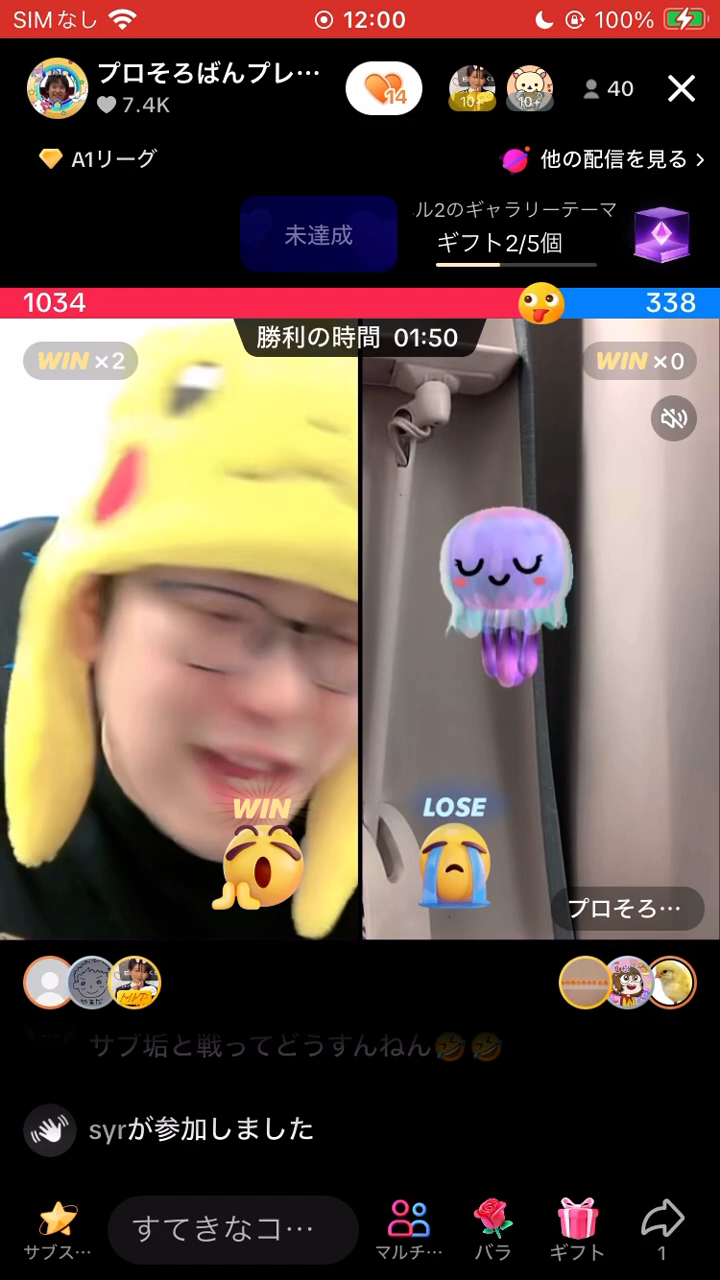 SIMなし 12:00 100%
プロそろばんプレ…
7.4K
14
10+ 10+
40
A1リーグ
他の配信を見る
未達成
ル2のギャラリーテーマ
ギフト2/5個
1034
338
勝利の時間 01:50
WIN ×2
WIN ×0
WIN
LOSE
プロそろ…
サブ垢と戦ってどうすんねん🤣🤣
syrが参加しました
すてきなコ…
サブス…
マルチ…
バラ
ギフト
1